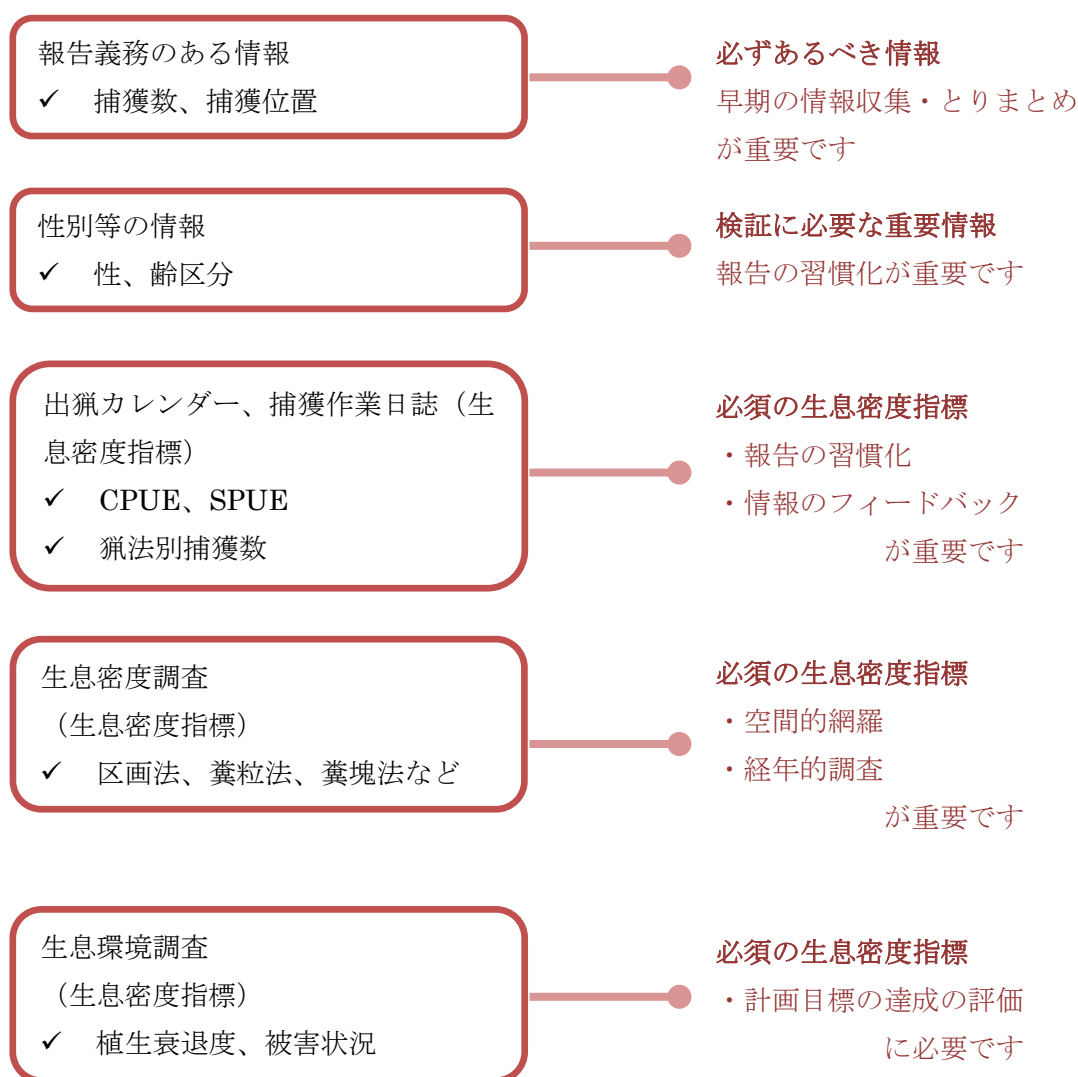 報告義務のある情報
✓ 捕獲数、捕獲位置
必ずあるべき情報
早期の情報収集・とりまとめ
が重要です
性別等の情報
✓ 性、齢区分
検証に必要な重要情報
報告の習慣化が重要です
出猟カレンダー、捕獲作業日誌（生
息密度指標）
✓ CPUE、SPUE
✓ 猟法別捕獲数
必須の生息密度指標
・報告の習慣化
・情報のフィードバック
が重要です
生息密度調査
（生息密度指標）
✓ 区画法、糞粒法、糞塊法など
必須の生息密度指標
・空間的網羅
・経年的調査
が重要です
生息環境調査
（生息密度指標）
✓ 植生衰退度、被害状況
必須の生息密度指標
・計画目標の達成の評価
に必要です